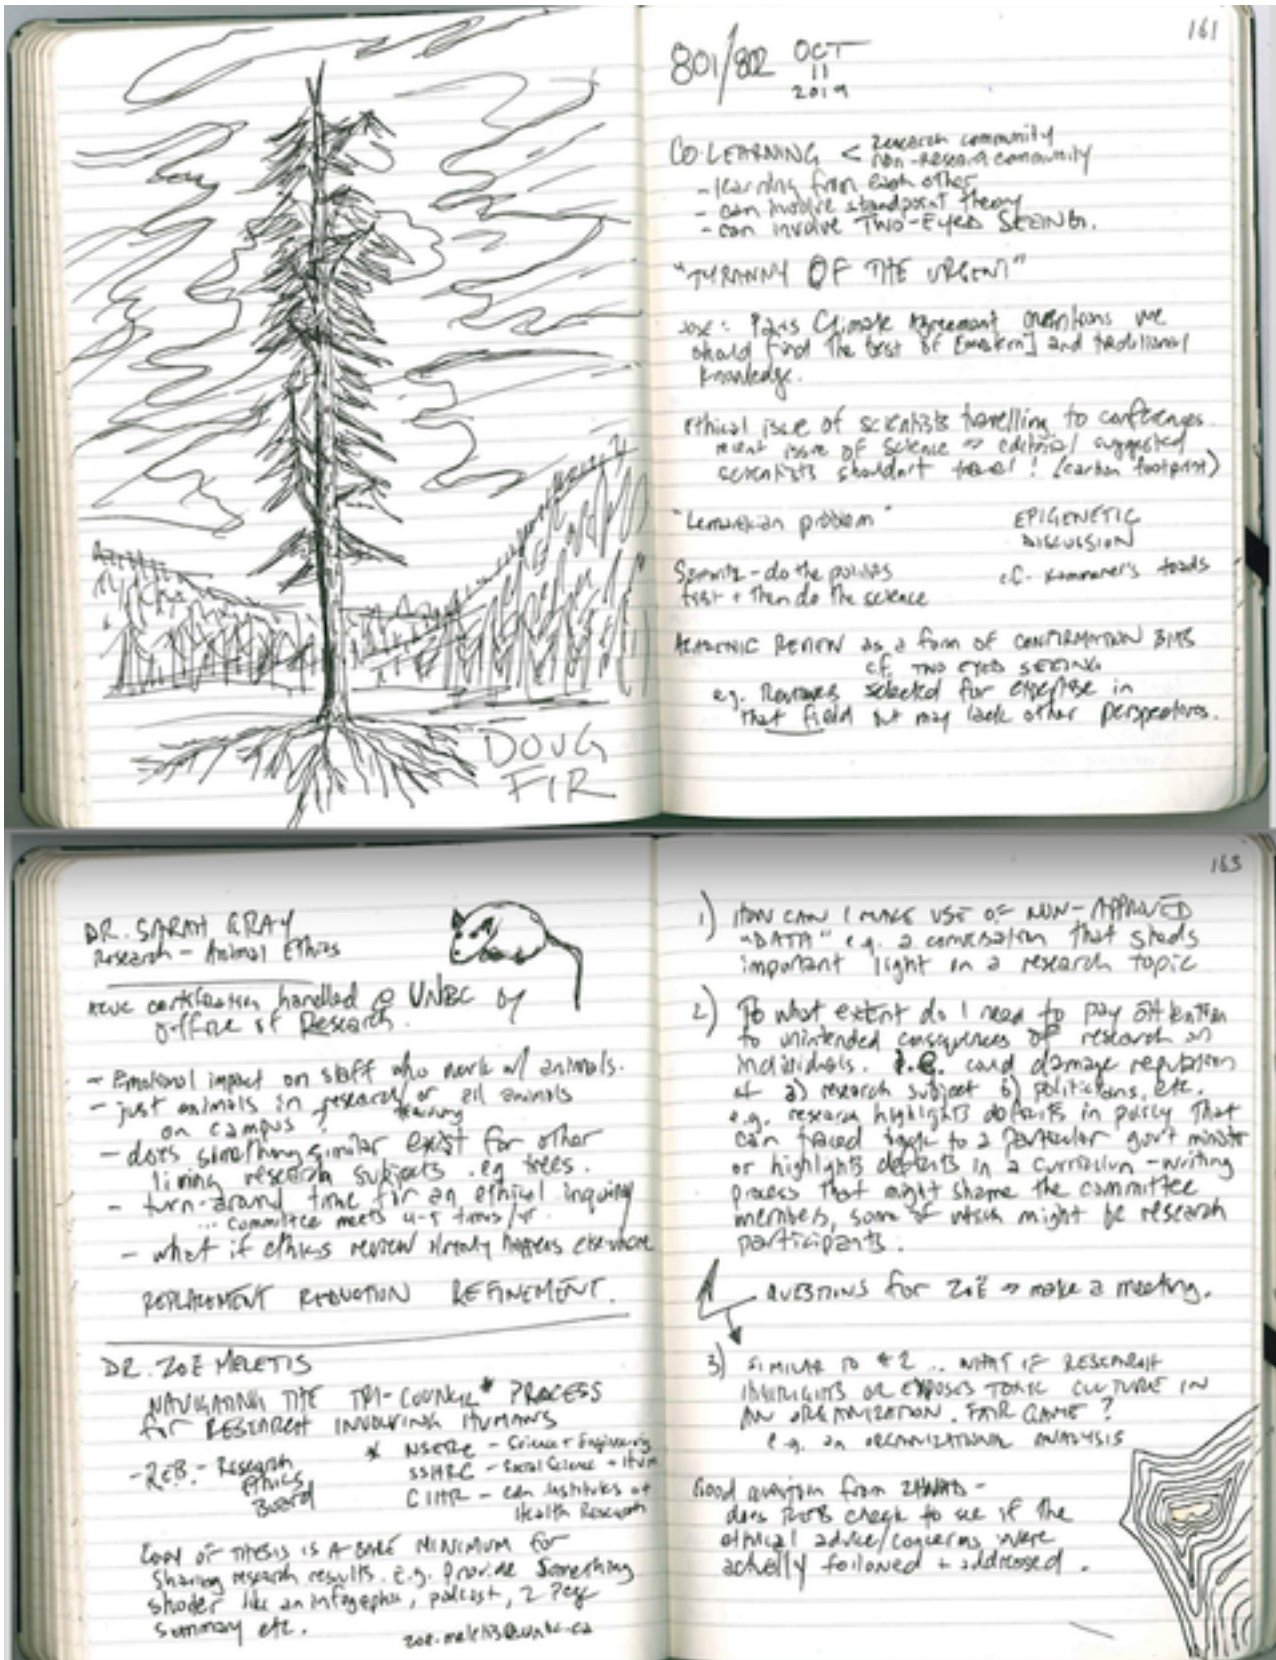 161
801/802 OCT
11
2019
CO-LEARNING < research community
non-research community
- learning from each other
- can involve standpoint theory
- can involve TWO-EYED SEEING.
"TYRANNY OF THE URGENT"
Paris Climate Agreement mentions we
should find the best of [western] and traditional
knowledge.
Ethical issue of scientists travelling to conferences.
recent issue of Science → editorial suggested
scientists shouldn't travel! (carbon footprint)
"Lemarkian problem"
EPIGENETIC
DISCUSSION
- do the politics
first + then do the science
c.f. Kammerer's toads
ACADEMIC REVIEW as a form of CONFIRMATION BIAS
c.f. TWO EYED SEEING
e.g. Reviewers selected for expertise in
that field but may lack other perspectives.
DOUG
FIR
DR. SARAH GRAY
Research - Animal Ethics
certification handled @ UNBC by
Office of Research.
- Emotional impact on staff who work w/ animals.
- just animals in research/ or all animals
training
on campus?
- does something similar exist for other
living research subjects. eg trees.
- turn-around time for an ethical inquiry
... committee meets 4-5 times/yr.
- what if ethics review already happens elsewhere
REPLACEMENT REDUCTION REFINEMENT.
DR. ZOË MELETIS
NAVIGATING THE TRI-COUNCIL* PROCESS
for RESEARCH INVOLVING HUMANS
- REB. - Research
Ethics
Board
* NSERC - Science + Engineering
SSHRC - Social Science + Hum
CIHR - Can Institutes of
Health Research
COPY OF THESIS IS A BARE MINIMUM for
sharing research results. E.g. Provide something
shorter like an infographic, podcast, 2 page
summary etc.
zoe.meletis@unbc.ca
163
1) HOW CAN I MAKE USE OF NON-APPROVED
"DATA" e.g. a conversation that sheds
important light on a research topic
2) To what extent do I need to pay attention
to unintended consequences of research on
individuals. I.E. could damage reputation
of a) research subject b) politicians, etc.
e.g. research highlights deficits in policy that
can traced back to a particular gov't minister
or highlights deficits in a curriculum-writing
process that might shame the committee
members, some of which might be research
participants.
QUESTIONS for ZOË → make a meeting.
3) SIMILAR TO #2 .. WHAT IF RESEARCH
HIGHLIGHTS OR EXPOSES TOXIC CULTURE IN
AN ORGANIZATION. FAIR GAME?
e.g. an ORGANIZATIONAL ANALYSIS
Good question from -
does REB check to see if the
ethical advice/concerns were
actually followed + addressed.